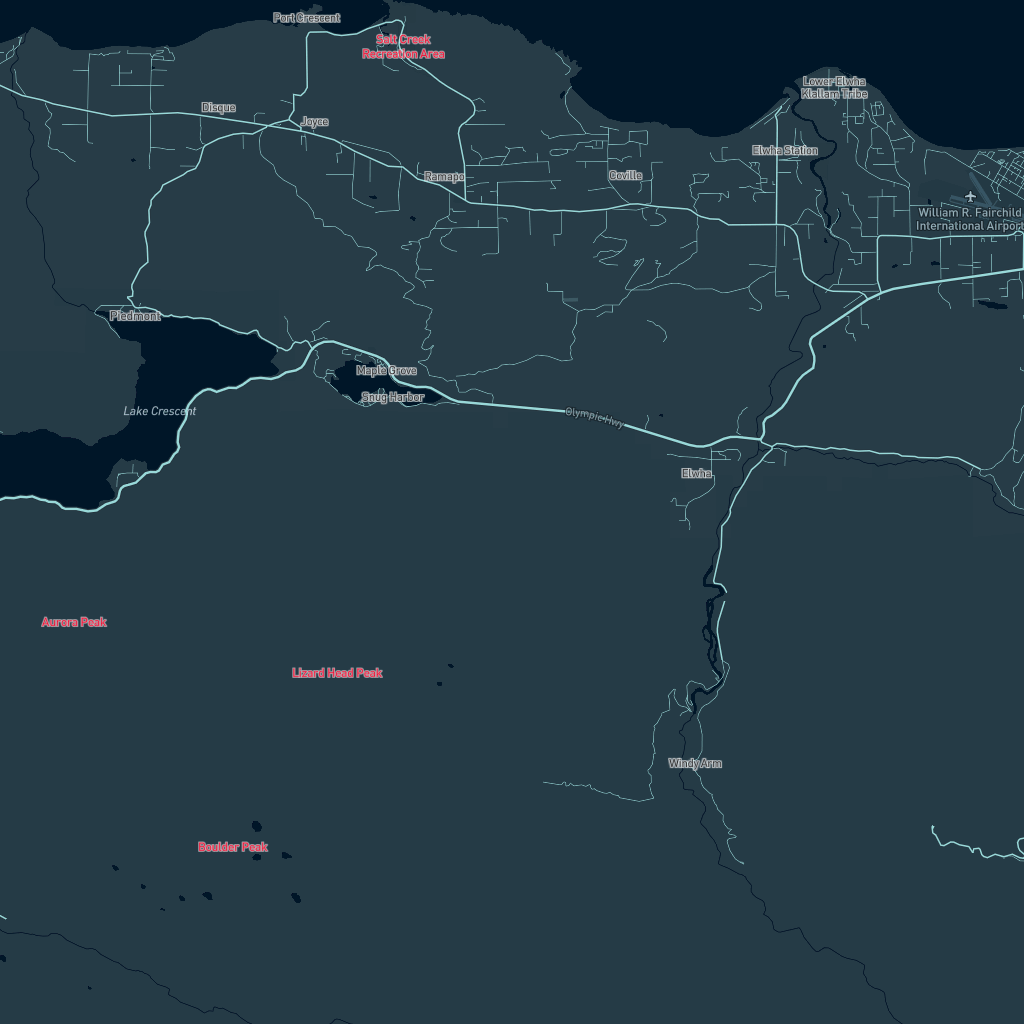 Port Crescent
Salt Creek
Recreation Area
Lower Elwha
Klallam Tribe
Disque
Joyce
Elwha Station
Ramapo
Coville
William R. Fairchild
International Airport
Piedmont
Maple Grove
Snug Harbor
Lake Crescent
Olympic Hwy
Elwha
Aurora Peak
Lizard Head Peak
Windy Arm
Boulder Peak